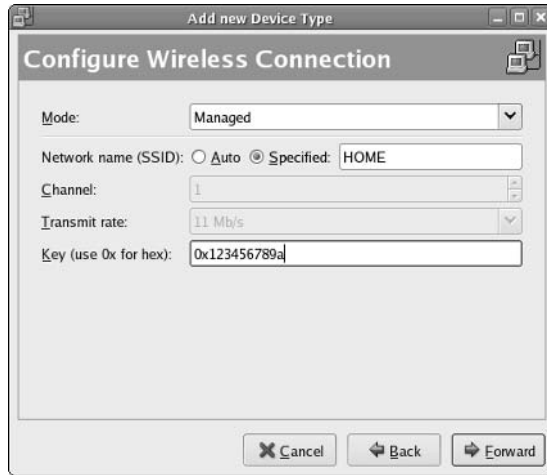 Add new Device Type
Configure Wireless Connection
Mode: Managed
Network name (SSID): Auto Specified: HOME
Channel: 1
Transmit rate: 11 Mb/s
Key (use 0x for hex): 0x123456789a
Cancel Back Forward